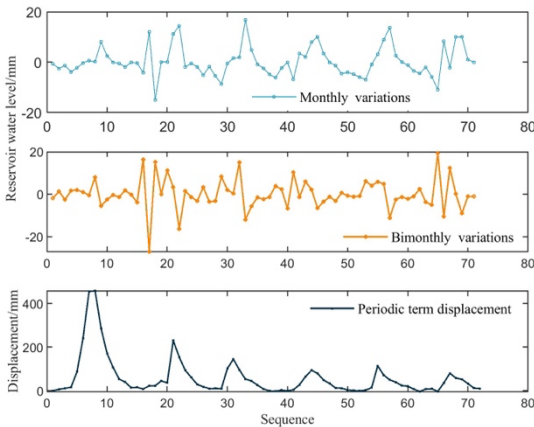 Reservoir water level/mm
20
0
-20
0 10 20 30 40 50 60 70 80
Monthly variations
20
0
-20
0 10 20 30 40 50 60 70 80
Bimonthly variations
Displacement/mm
400
200
0
0 10 20 30 40 50 60 70 80
Periodic term displacement
Sequence